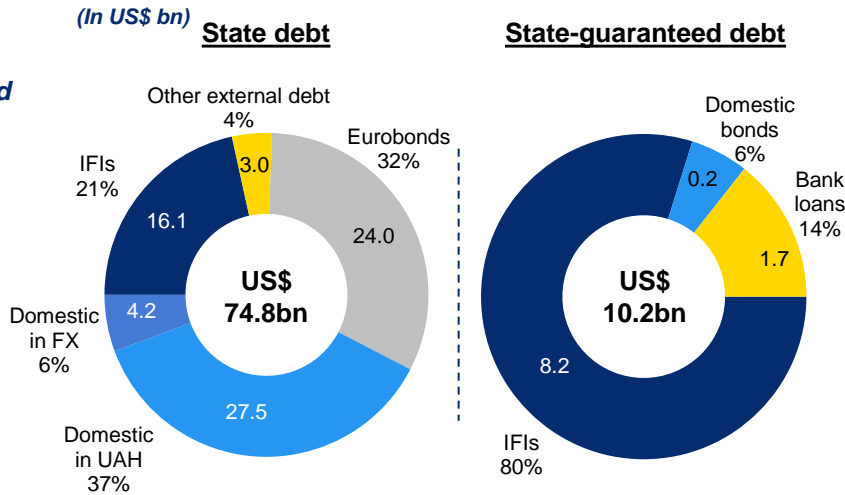 (In US$ bn)
State debt
State-guaranteed debt
d
Other external debt
4%
Eurobonds
32%
IFIs
21%
3.0
16.1
24.0
US$
74.8bn
4.2
Domestic
in FX
6%
27.5
Domestic
in UAH
37%
Domestic
bonds
6%
Bank
loans
14%
0.2
1.7
US$
10.2bn
8.2
IFIs
80%